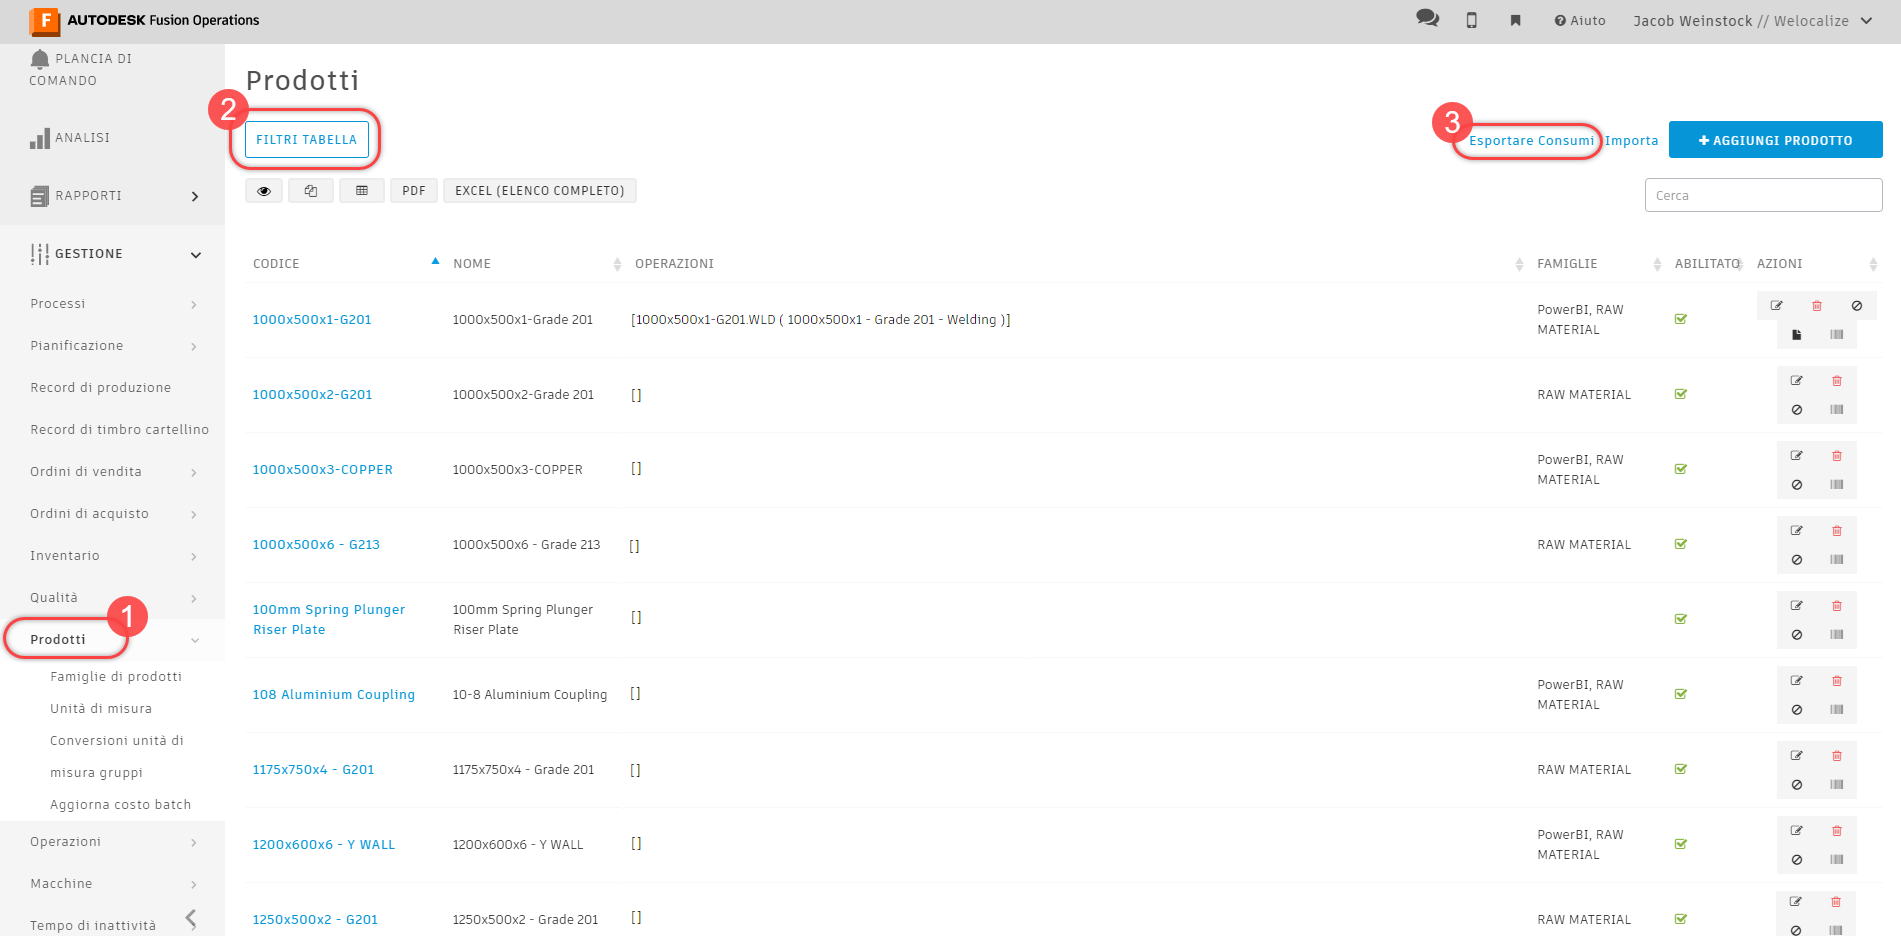 F AUTODESK Fusion Operations
Aiuto
Jacob Weinstock // Welocalize
PLANCIA DI
COMANDO
ANALISI
RAPPORTI
GESTIONE
Processi
Pianificazione
Record di produzione
Record di timbro cartellino
Ordini di vendita
Ordini di acquisto
Inventario
Qualità
1
Prodotti
Famiglie di prodotti
Unità di misura
Conversioni unità di
misura gruppi
Aggiorna costo batch
Operazioni
Macchine
Tempo di inattività
Prodotti
2
FILTRI TABELLA
3
Esportare Consumi
Importa
AGGIUNGI PRODOTTO
PDF
EXCEL (ELENCO COMPLETO)
Cerca
CODICE NOME OPERAZIONI FAMIGLIE ABILITATO AZIONI
1000x500x1-G201 1000x500x1-Grade 201 [1000x500x1-G201.WLD ( 1000x500x1 - Grade 201 - Welding )] PowerBI, RAW
MATERIAL
1000x500x2-G201 1000x500x2-Grade 201 [] RAW MATERIAL
1000x500x3-COPPER 1000x500x3-COPPER [] PowerBI, RAW
MATERIAL
1000x500x6 - G213 1000x500x6 - Grade 213 [] RAW MATERIAL
100mm Spring Plunger 100mm Spring Plunger []
Riser Plate Riser Plate
108 Aluminium Coupling 10-8 Aluminium Coupling [] PowerBI, RAW
MATERIAL
1175x750x4 - G201 1175x750x4 - Grade 201 [] RAW MATERIAL
1200x600x6 - Y WALL 1200x600x6 - Y WALL [] PowerBI, RAW
MATERIAL
1250x500x2 - G201 1250x500x2 - Grade 201 [] RAW MATERIAL